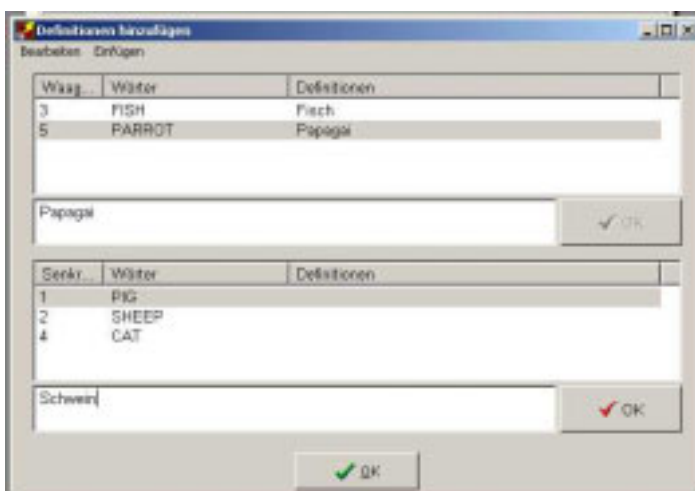 Definitionen hinzufügen
Bearbeiten Einfügen
Waag... Wörter Definitionen
3 FISH Fisch
5 PARROT Papagai
Papagai
OK
Senkr... Wörter Definitionen
1 PIG
2 SHEEP
4 CAT
Schwein
OK
OK